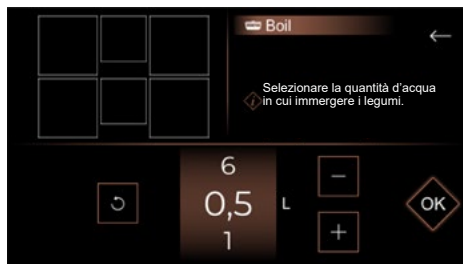 Boil
Selezionare la quantità d'acqua
in cui immergere i legumi.
6
0,5 L
1
−
+
OK